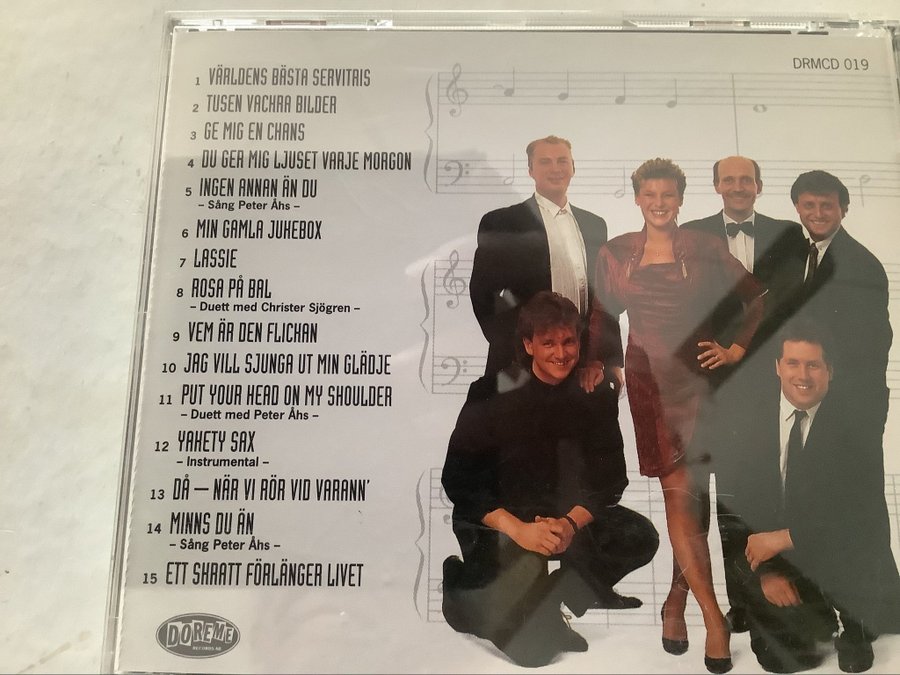 DRMCD 019
1 VÄRLDENS BÄSTA SERVITRIS
2 TUSEN VACKRA BILDER
3 GE MIG EN CHANS
4 DU GER MIG LJUSET VARJE MORGON
5 INGEN ANNAN ÄN DU
– Sång Peter Åhs –
6 MIN GAMLA JUKEBOX
7 LASSIE
8 ROSA PÅ BAL
– Duett med Christer Sjögren –
9 VEM ÄR DEN FLICKAN
10 JAG VILL SJUNGA UT MIN GLÄDJE
11 PUT YOUR HEAD ON MY SHOULDER
– Duett med Peter Åhs –
12 YAKETY SAX
– Instrumental –
13 DÅ – NÄR VI RÖR VID VARANN'
14 MINNS DU ÄN
– Sång Peter Åhs –
15 ETT SKRATT FÖRLÄNGER LIVET
DOREME
RECORDS AB